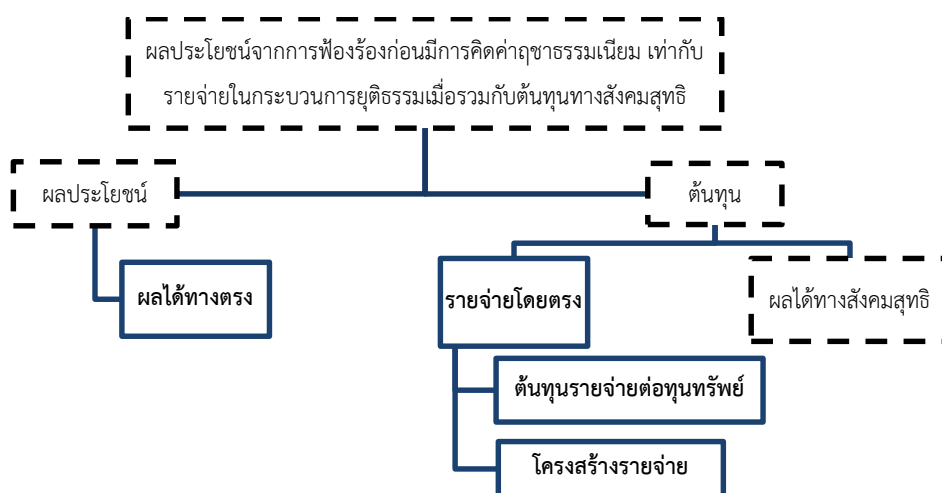 ผลประโยชน์จากการฟ้องร้องก่อนมีการคิดค่าฤชาธรรมเนียม เท่ากับ
รายจ่ายในกระบวนการยุติธรรมเมื่อรวมกับต้นทุนทางสังคมสุทธิ
ผลประโยชน์
ต้นทุน
ผลได้ทางตรง
รายจ่ายโดยตรง
ผลได้ทางสังคมสุทธิ
ต้นทุนรายจ่ายต่อทุนทรัพย์
โครงสร้างรายจ่าย